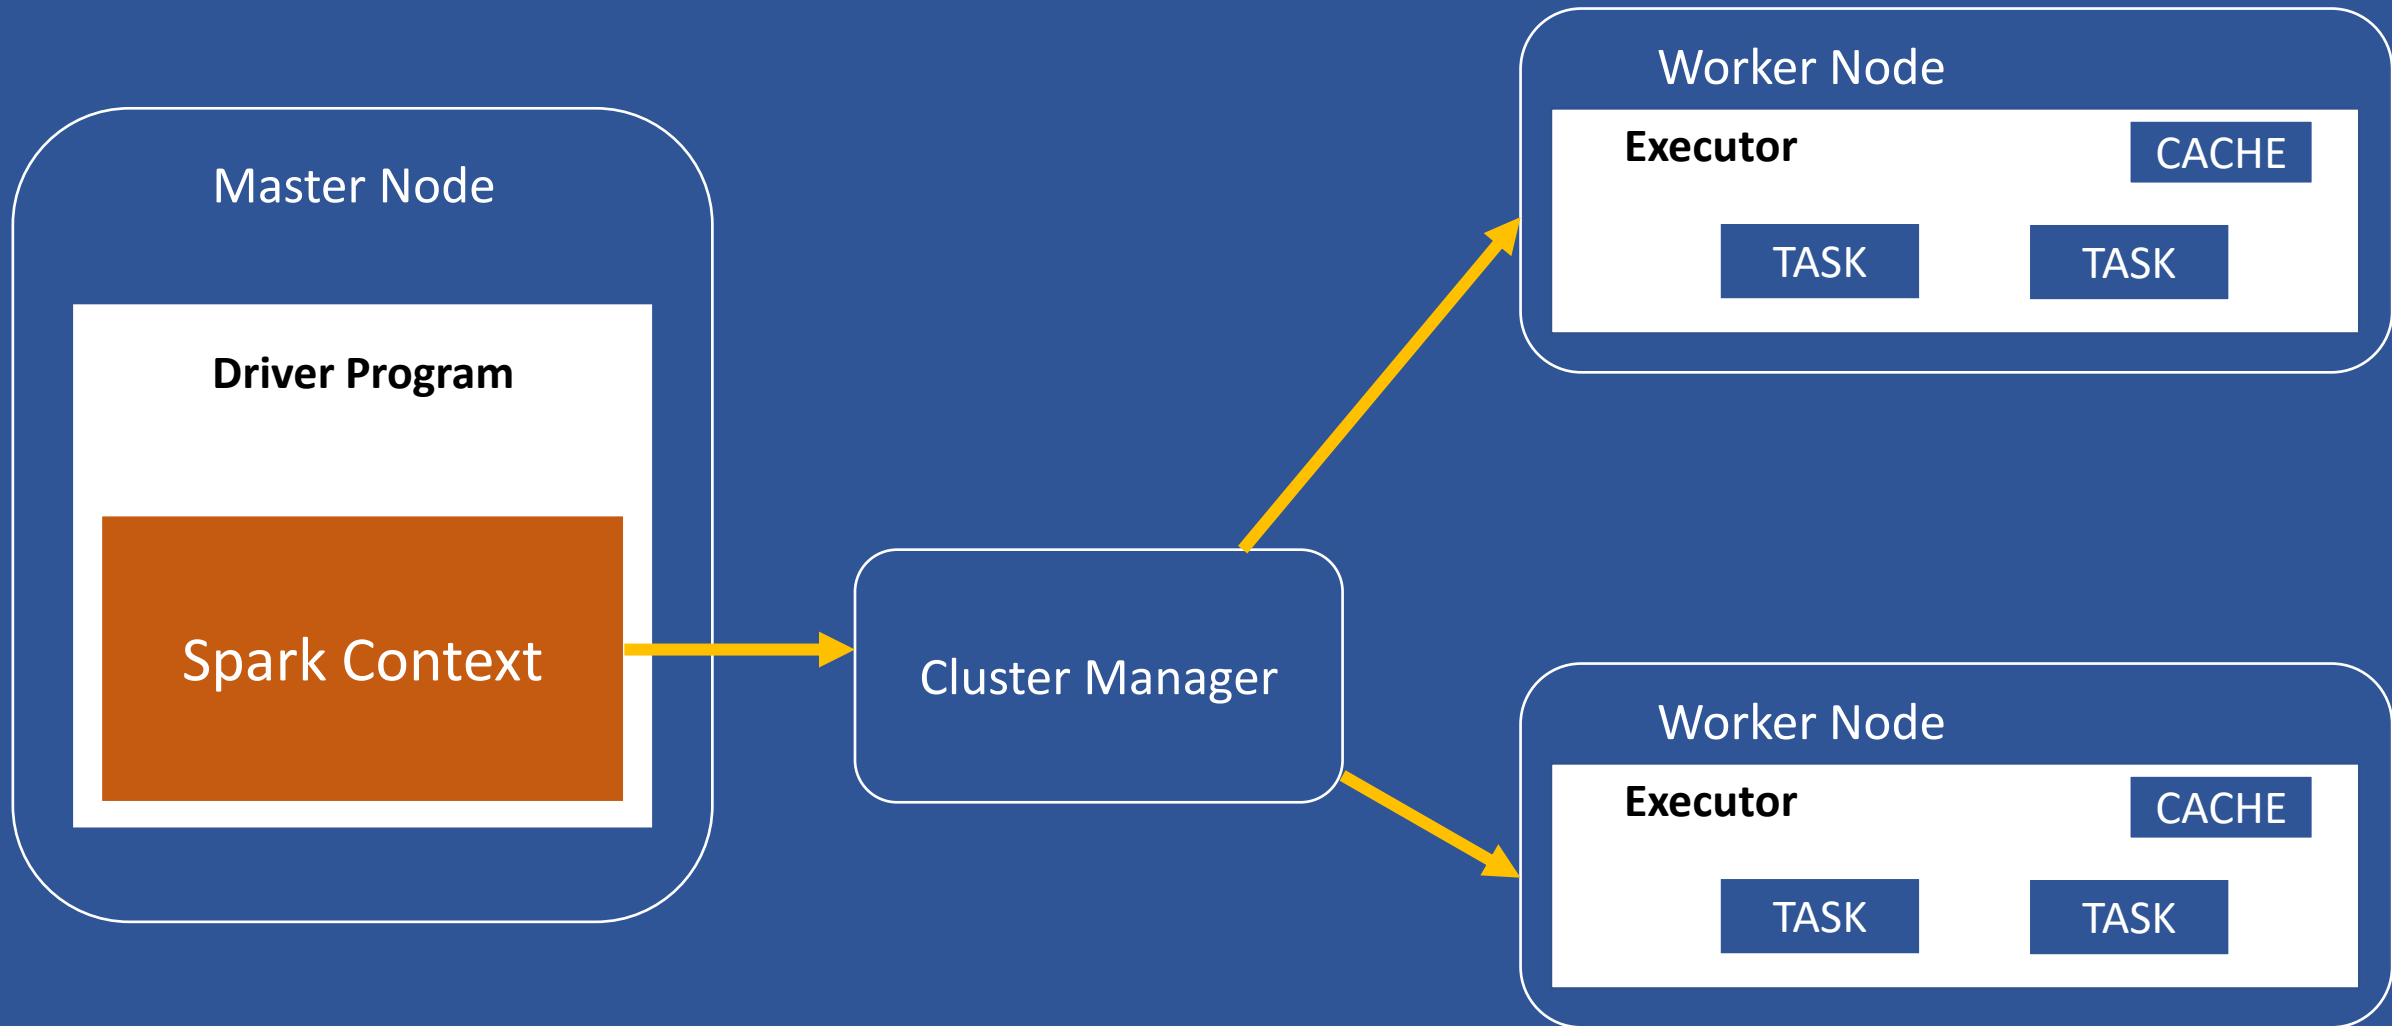 Master Node
Driver Program
Spark Context
Cluster Manager
Worker Node
Executor
CACHE
TASK
TASK
Worker Node
Executor
CACHE
TASK
TASK